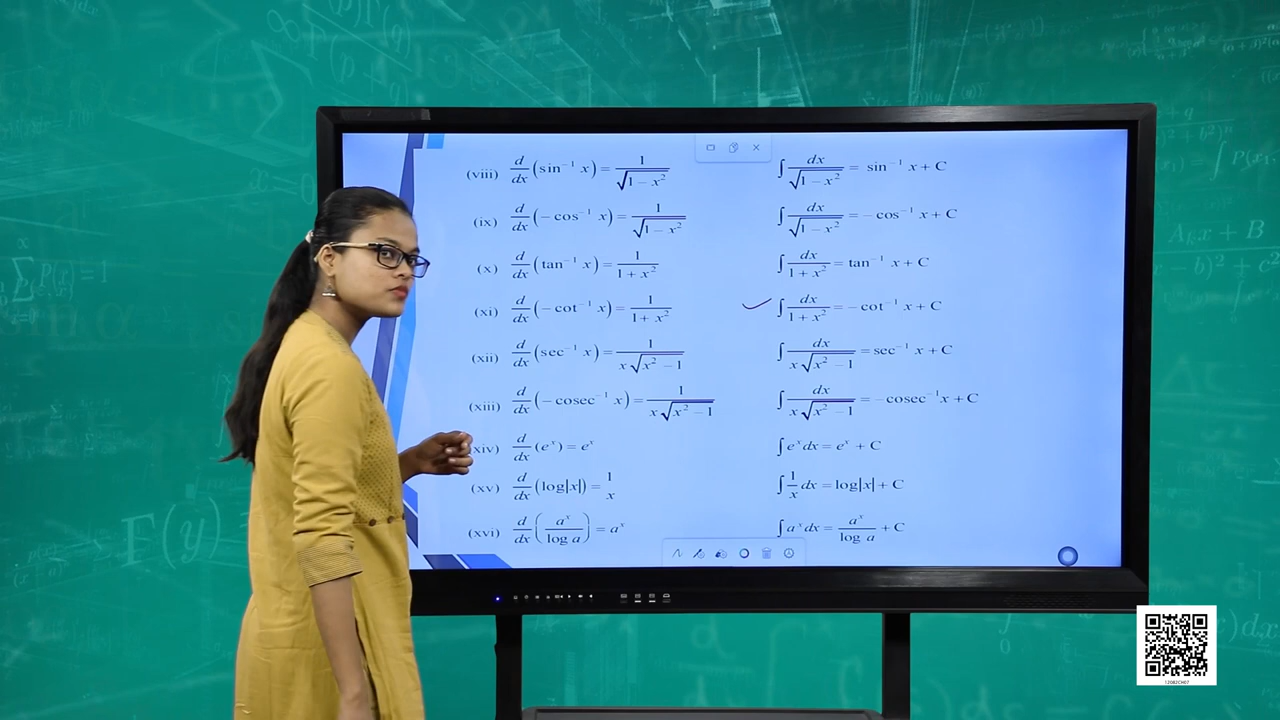 (viii) d/dx (sin⁻¹ x) = 1/√(1 − x²) ∫ dx/√(1 − x²) = sin⁻¹ x + C
(ix) d/dx (− cos⁻¹ x) = 1/√(1 − x²) ∫ dx/√(1 − x²) = − cos⁻¹ x + C
(x) d/dx (tan⁻¹ x) = 1/(1 + x²) ∫ dx/(1 + x²) = tan⁻¹ x + C
(xi) d/dx (− cot⁻¹ x) = 1/(1 + x²) ∫ dx/(1 + x²) = − cot⁻¹ x + C
(xii) d/dx (sec⁻¹ x) = 1/(x√(x² − 1)) ∫ dx/(x√(x² − 1)) = sec⁻¹ x + C
(xiii) d/dx (− cosec⁻¹ x) = 1/(x√(x² − 1)) ∫ dx/(x√(x² − 1)) = − cosec⁻¹ x + C
xiv) d/dx (eˣ) = eˣ ∫ eˣ dx = eˣ + C
(xv) d/dx (log|x|) = 1/x ∫ 1/x dx = log|x| + C
(xvi) d/dx (aˣ/log a) = aˣ ∫ aˣ dx = aˣ/log a + C
F(y)
12082CH07